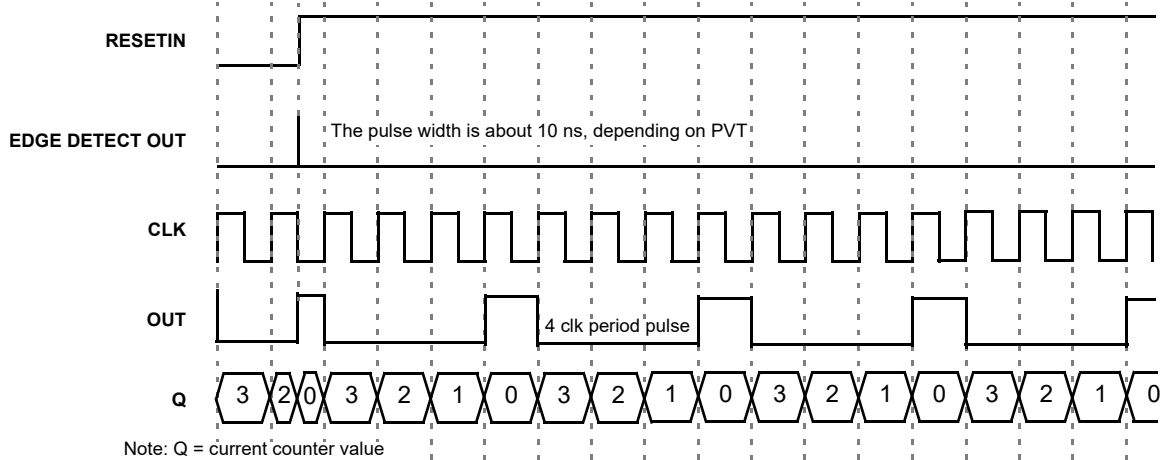 RESETIN
EDGE DETECT OUT
The pulse width is about 10 ns, depending on PVT
CLK
OUT
4 clk period pulse
Q
3 2 0 3 2 1 0 3 2 1 0 3 2 1 0 3 2 1 0
Note: Q = current counter value